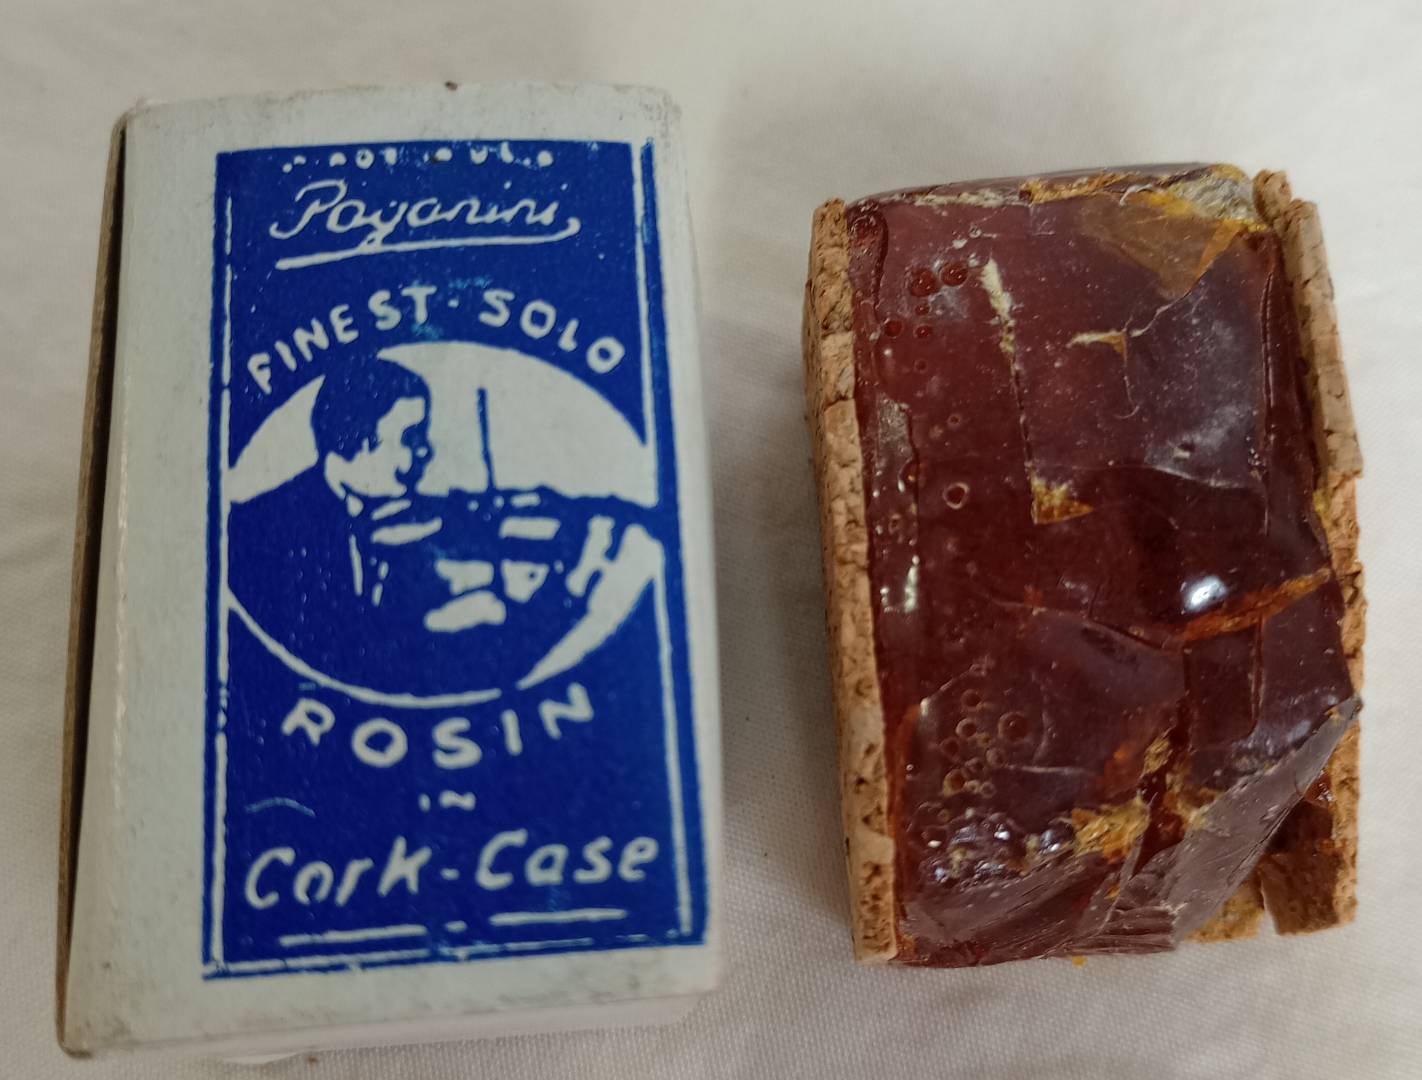 Paganini
FINEST-SOLO
ROSIN
IN
Cork-Case